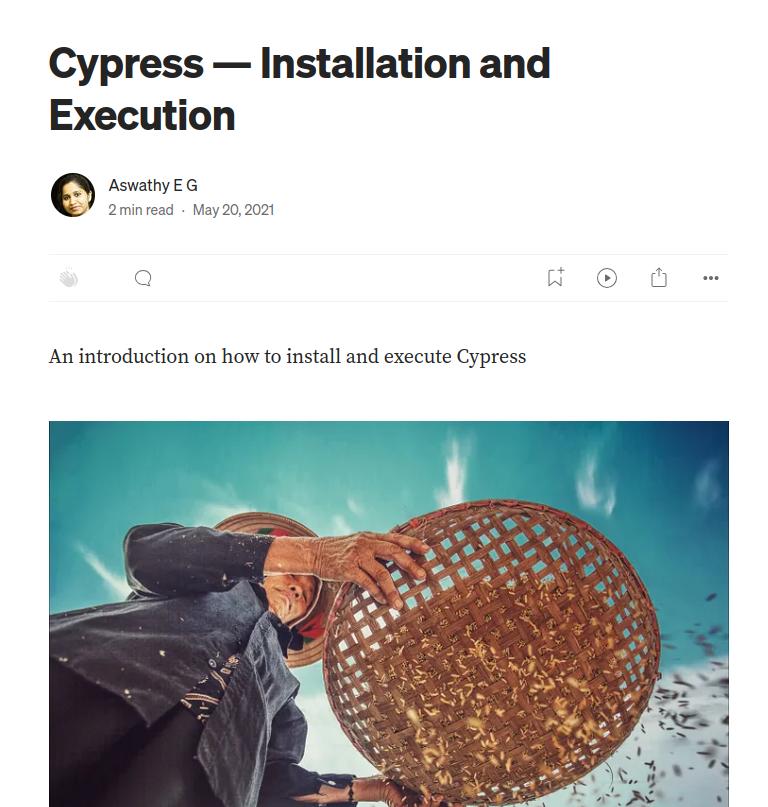 Cypress — Installation and
Execution
Aswathy E G
2 min read · May 20, 2021
An introduction on how to install and execute Cypress